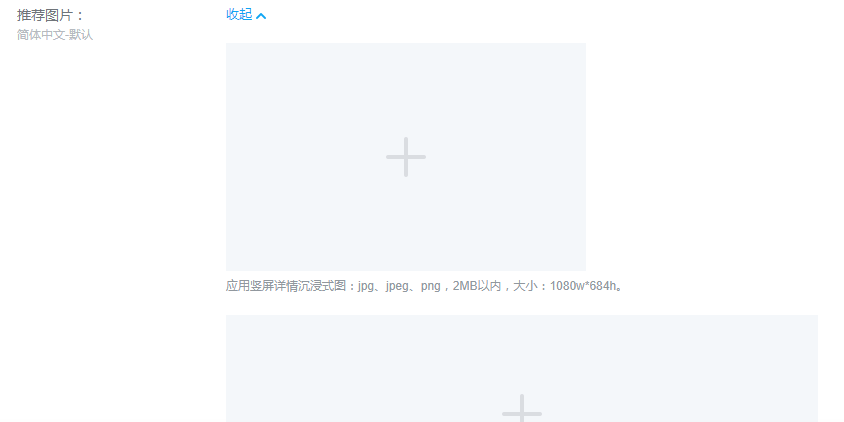 推荐图片：
收起
简体中文-默认
应用竖屏详情沉浸式图：jpg、jpeg、png，2MB以内，大小：1080w*684h。